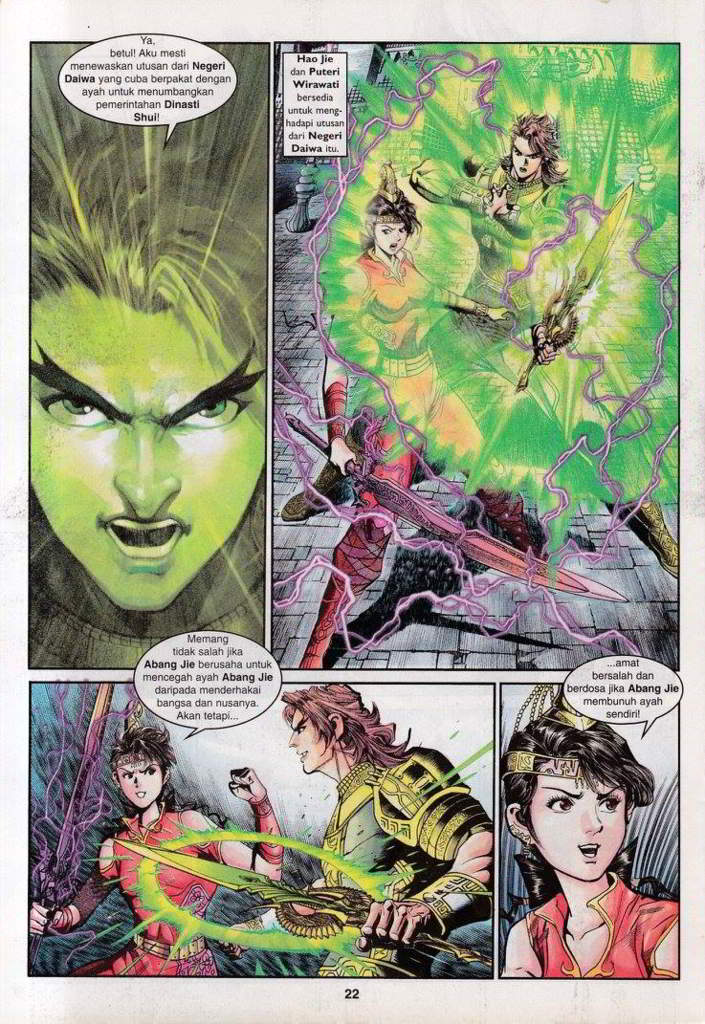 Ya,
betul! Aku mesti
menewaskan utusan dari Negeri
Daiwa yang cuba berpakat dengan
ayah untuk menumbangkan
pemerintahan Dinasti
Shui!
Hao Jie
dan Puteri
Wirawati
bersedia
untuk meng-
hadapi utusan
dari Negeri
Daiwa itu.
Memang
tidak salah jika
Abang Jie berusaha untuk
mencegah ayah Abang Jie
daripada menderhakai
bangsa dan nusanya.
Akan tetapi...
...amat
bersalah dan
berdosa jika Abang Jie
membunuh ayah
sendiri!
22